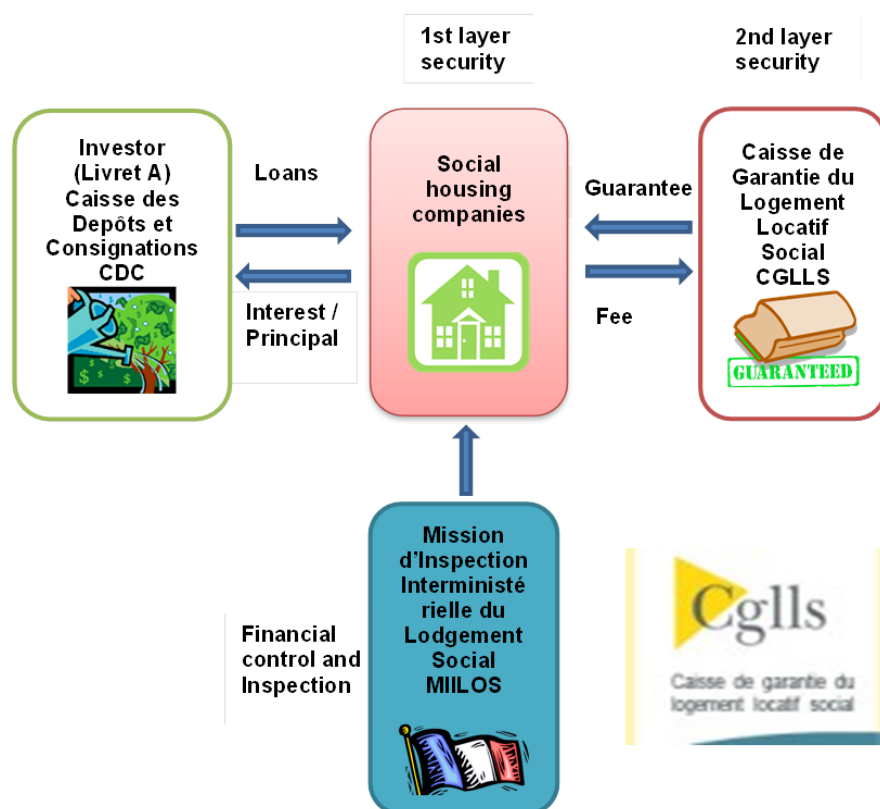 1st layer
security
2nd layer
security
Investor
(Livret A)
Caisse des
Depôts et
Consignations
CDC
Loans
Interest /
Principal
Social
housing
companies
Guarantee
Fee
Caisse de
Garantie du
Logement
Locatif
Social
CGLLS
GUARANTEED
Financial
control and
Inspection
Mission
d'Inspection
Interministé
rielle du
Lodgement
Social
MIILOS
Cglls
Caisse de garantie du
logement locatif social